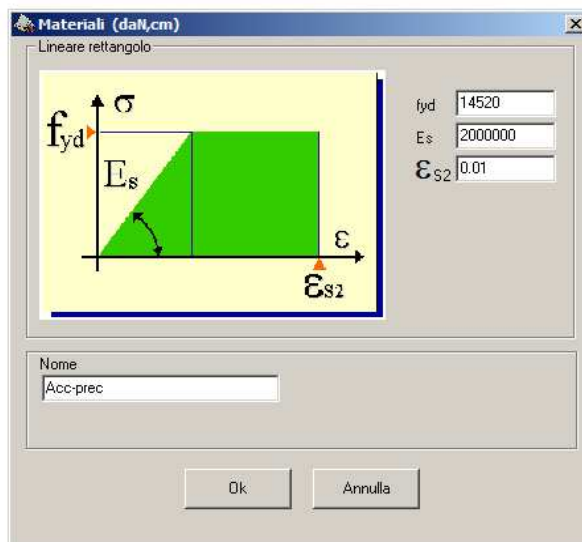 Materiali (daN,cm)
Lineare rettangolo
σ
fyd
Es
ε
εS2
fyd 14520
Es 2000000
εS2 0.01
Nome
Acc-prec
Ok Annulla